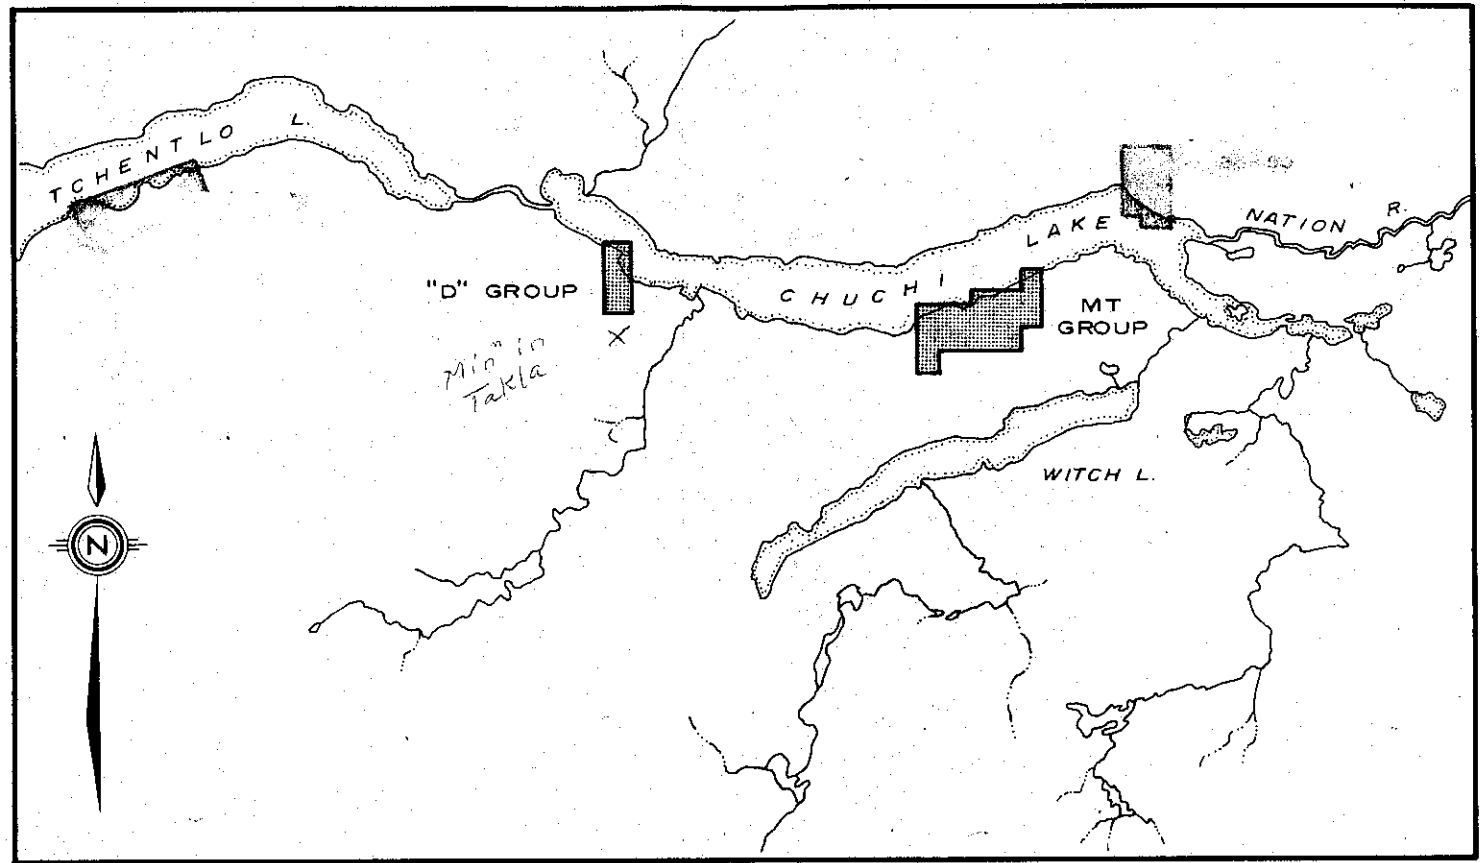 TCHENTLO L.
NATION R.
CHUCHI LAKE
"D" GROUP
MT
GROUP
X
Min" in
Takla
WITCH L.
N